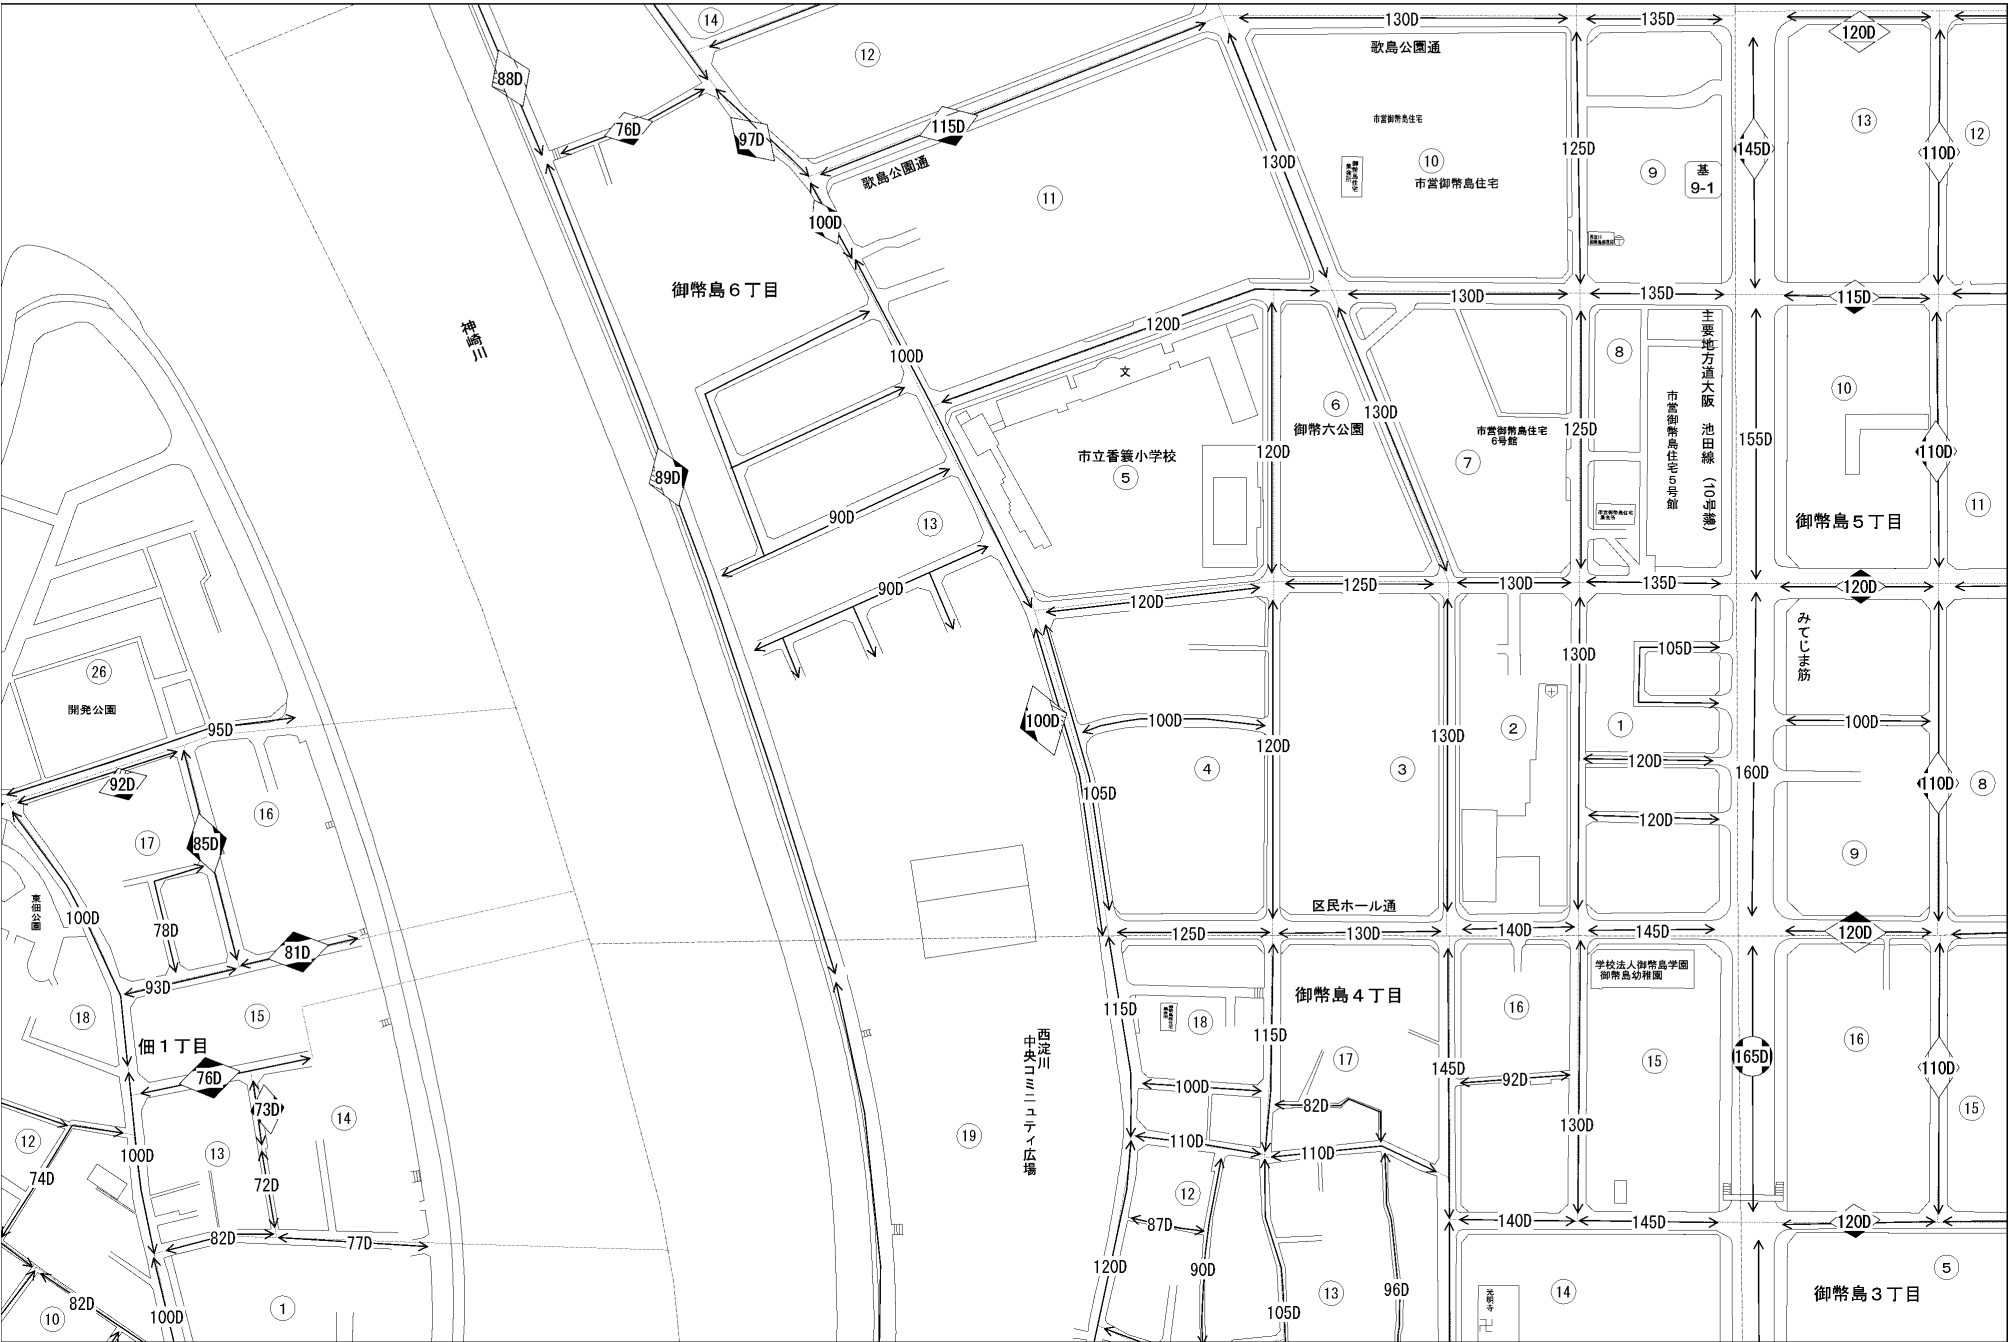 14
130D
135D
120D
88D
12
歌島公園通
76D
97D
115D
市営御幣島住宅
13
12
125D
145D
110D
130D
10
市営御幣島住宅
9
基
9-1
歌島公園通
11
100D
御幣島6丁目
130D
135D
115D
神崎川
120D
100D
主要地方道大阪 池田線 (10号線)
8
10
文
6
130D
御幣六公園
125D
市営御幣島住宅
6号館
市営御幣島住宅5号館
155D
110D
市立香簑小学校
5
120D
7
89D
90D
13
11
御幣島5丁目
90D
120D
125D
130D
135D
120D
みてじま筋
130D
105D
26
開発公園
95D
100D
100D
120D
130D
2
1
100D
92D
4
3
120D
160D
110D
8
105D
16
17
85D
120D
9
東佃公園
100D
78D
区民ホール通
81D
125D
130D
140D
145D
120D
93D
学校法人御幣島学園
御幣島幼稚園
御幣島4丁目
115D
18
15
18
115D
16
佃1丁目
西淀川
中央コミュニティ広場
17
145D
15
165D
16
110D
76D
100D
92D
73D
14
82D
15
130D
12
13
100D
19
110D
110D
74D
72D
12
87D
140D
145D
120D
82D
77D
120D
90D
96D
13
14
5
82D
10
100D
1
105D
光明寺
卍
御幣島3丁目